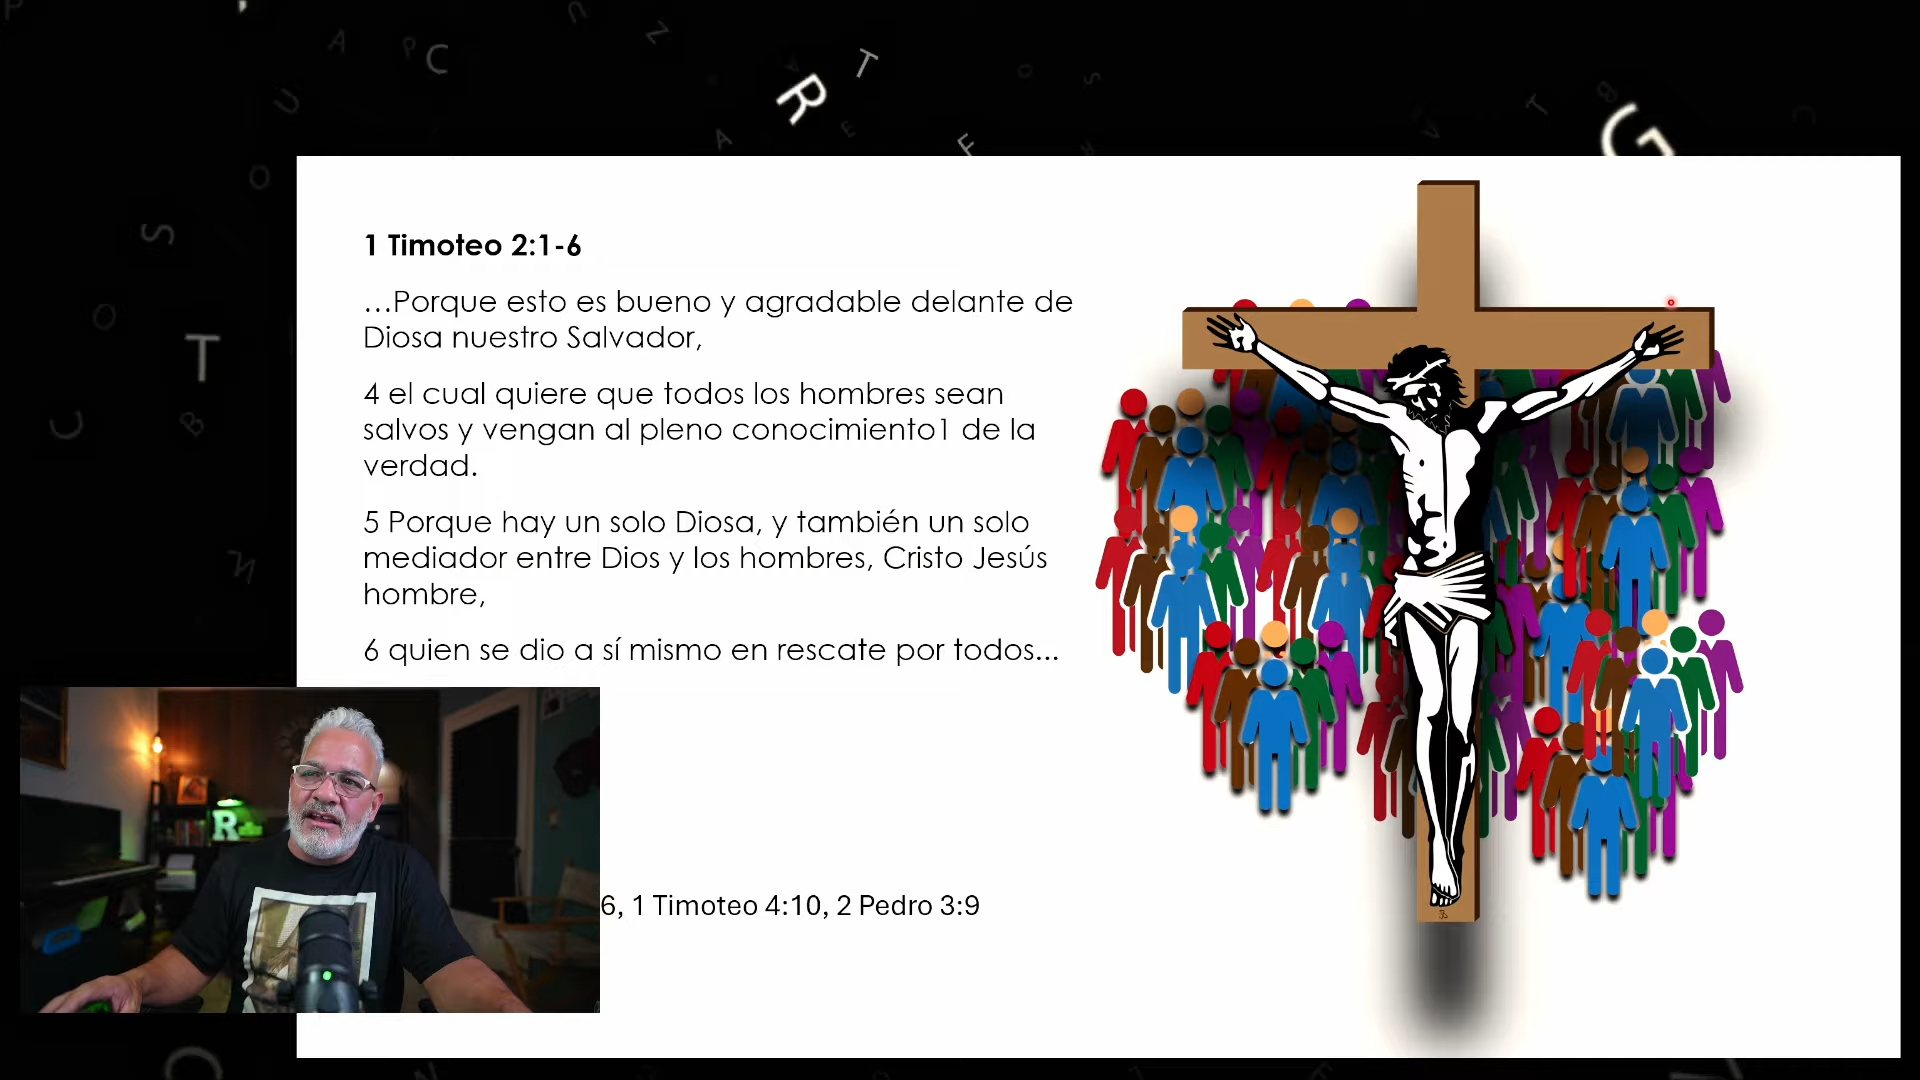 1 Timoteo 2:1-6
…Porque esto es bueno y agradable delante de
Diosa nuestro Salvador,
4 el cual quiere que todos los hombres sean
salvos y vengan al pleno conocimiento1 de la
verdad.
5 Porque hay un solo Diosa, y también un solo
mediador entre Dios y los hombres, Cristo Jesús
hombre,
6 quien se dio a sí mismo en rescate por todos...
6, 1 Timoteo 4:10, 2 Pedro 3:9
R